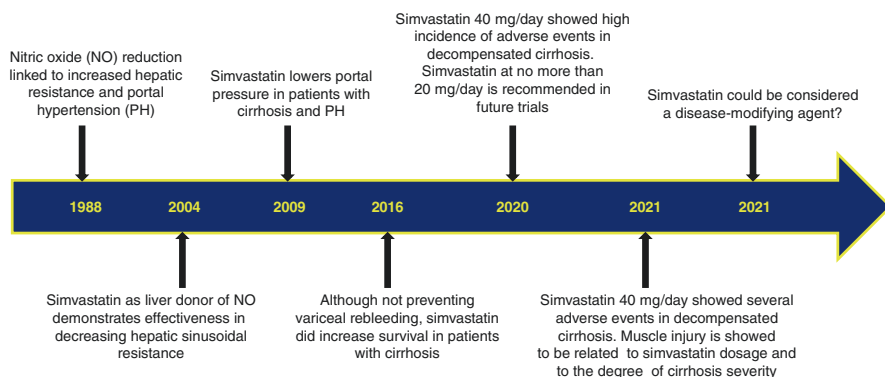 Nitric oxide (NO) reduction
linked to increased hepatic
resistance and portal
hypertension (PH)
Simvastatin lowers portal
pressure in patients with
cirrhosis and PH
Simvastatin 40 mg/day showed high
incidence of adverse events in
decompensated cirrhosis.
Simvastatin at no more than
20 mg/day is recommended in
future trials
Simvastatin could be considered
a disease-modifying agent?
1988
2004
2009
2016
2020
2021
2021
Simvastatin as liver donor of NO
demonstrates effectiveness in
decreasing hepatic sinusoidal
resistance
Although not preventing
variceal rebleeding, simvastatin
did increase survival in patients
with cirrhosis
Simvastatin 40 mg/day showed several
adverse events in decompensated
cirrhosis. Muscle injury is showed
to be related to simvastatin dosage and
to the degree of cirrhosis severity